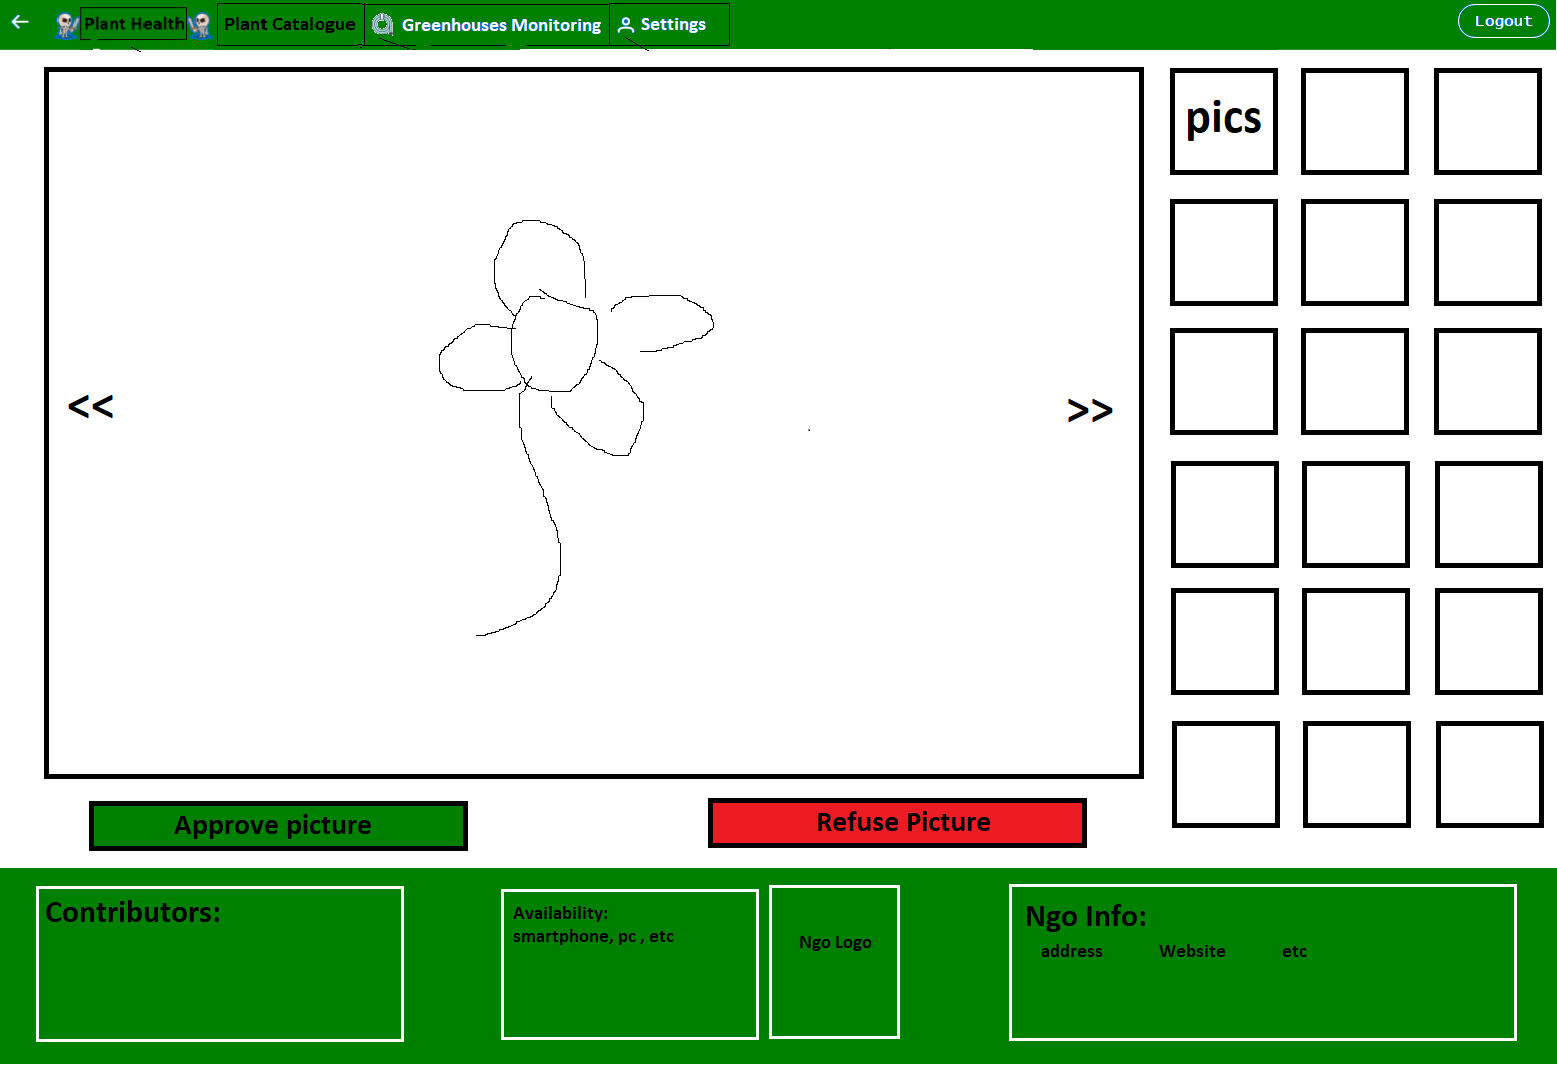 Plant Health
Plant Catalogue
Greenhouses Monitoring
Settings
Logout
pics
<<
>>
Approve picture
Refuse Picture
Contributors:
Availability:
smartphone, pc , etc
Ngo Logo
Ngo Info:
address Website etc